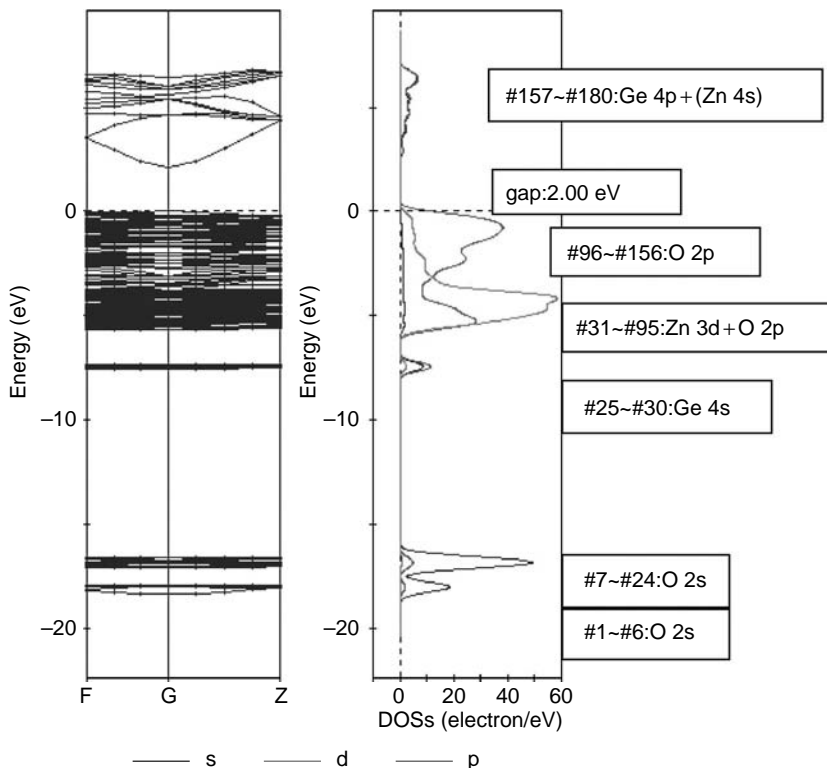 #157~#180:Ge 4p+(Zn 4s)
gap:2.00 eV
#96~#156:O 2p
#31~#95:Zn 3d+O 2p
#25~#30:Ge 4s
#7~#24:O 2s
#1~#6:O 2s
Energy (eV)
0
–10
–20
F G Z
Energy (eV)
0
–10
–20
0 20 40 60
DOSs (electron/eV)
s d p